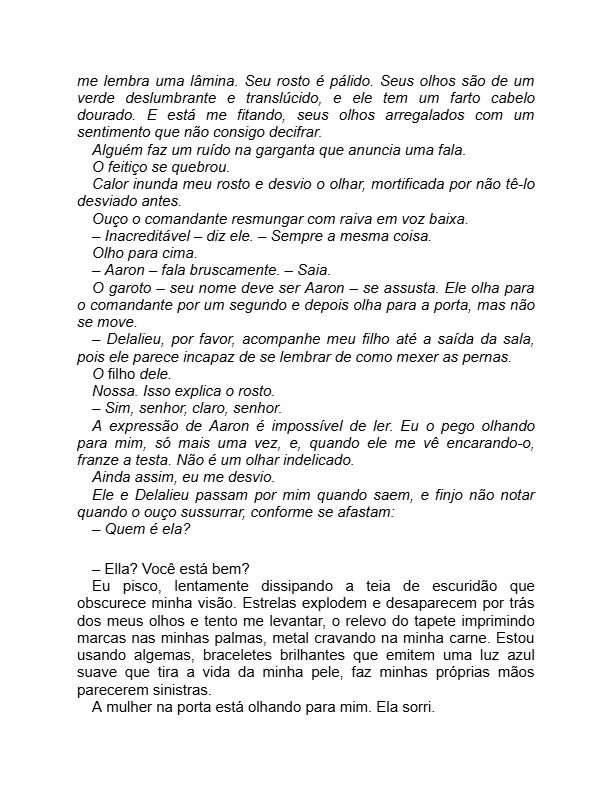 me lembra uma lâmina. Seu rosto é pálido. Seus olhos são de um
verde deslumbrante e translúcido, e ele tem um farto cabelo
dourado. E está me fitando, seus olhos arregalados com um
sentimento que não consigo decifrar.
Alguém faz um ruído na garganta que anuncia uma fala.
O feitiço se quebrou.
Calor inunda meu rosto e desvio o olhar, mortificada por não tê-lo
desviado antes.
Ouço o comandante resmungar com raiva em voz baixa.
– Inacreditável – diz ele. – Sempre a mesma coisa.
Olho para cima.
– Aaron – fala bruscamente. – Saia.
O garoto – seu nome deve ser Aaron – se assusta. Ele olha para
o comandante por um segundo e depois olha para a porta, mas não
se move.
– Delalieu, por favor, acompanhe meu filho até a saída da sala,
pois ele parece incapaz de se lembrar de como mexer as pernas.
O filho dele.
Nossa. Isso explica o rosto.
– Sim, senhor, claro, senhor.
A expressão de Aaron é impossível de ler. Eu o pego olhando
para mim, só mais uma vez, e, quando ele me vê encarando-o,
franze a testa. Não é um olhar indelicado.
Ainda assim, eu me desvio.
Ele e Delalieu passam por mim quando saem, e finjo não notar
quando o ouço sussurrar, conforme se afastam:
– Quem é ela?
– Ella? Você está bem?
Eu pisco, lentamente dissipando a teia de escuridão que
obscurece minha visão. Estrelas explodem e desaparecem por trás
dos meus olhos e tento me levantar, o relevo do tapete imprimindo
marcas nas minhas palmas, metal cravando na minha carne. Estou
usando algemas, braceletes brilhantes que emitem uma luz azul
suave que tira a vida da minha pele, faz minhas próprias mãos
parecerem sinistras.
A mulher na porta está olhando para mim. Ela sorri.